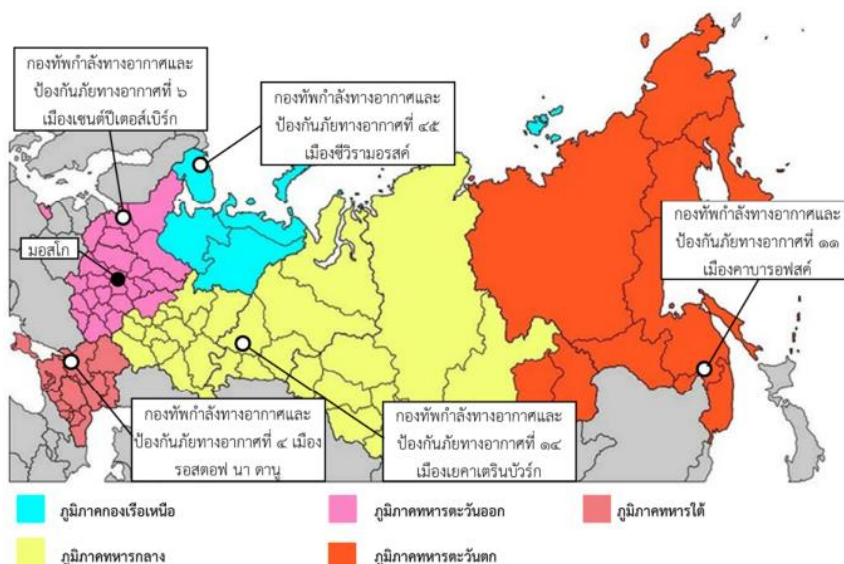 กองทัพกำลังทางอากาศและ
ป้องกันภัยทางอากาศที่ ๖
เมืองเซนต์ปีเตอส์เบิร์ก
กองทัพกำลังทางอากาศและ
ป้องกันภัยทางอากาศที่ ๔๕
เมืองซีวิรามอรสค์
กองทัพกำลังทางอากาศและ
ป้องกันภัยทางอากาศที่ ๑๑
เมืองคาบารอฟสค์
มอสโก
กองทัพกำลังทางอากาศและ
ป้องกันภัยทางอากาศที่ ๔ เมือง
รอสตอฟ นา ดานู
กองทัพกำลังทางอากาศและ
ป้องกันภัยทางอากาศที่ ๑๔
เมืองเยคาเตรินบัวร์ก
ภูมิภาคกองเรือเหนือ
ภูมิภาคทหารตะวันออก
ภูมิภาคทหารใต้
ภูมิภาคทหารกลาง
ภูมิภาคทหารตะวันตก